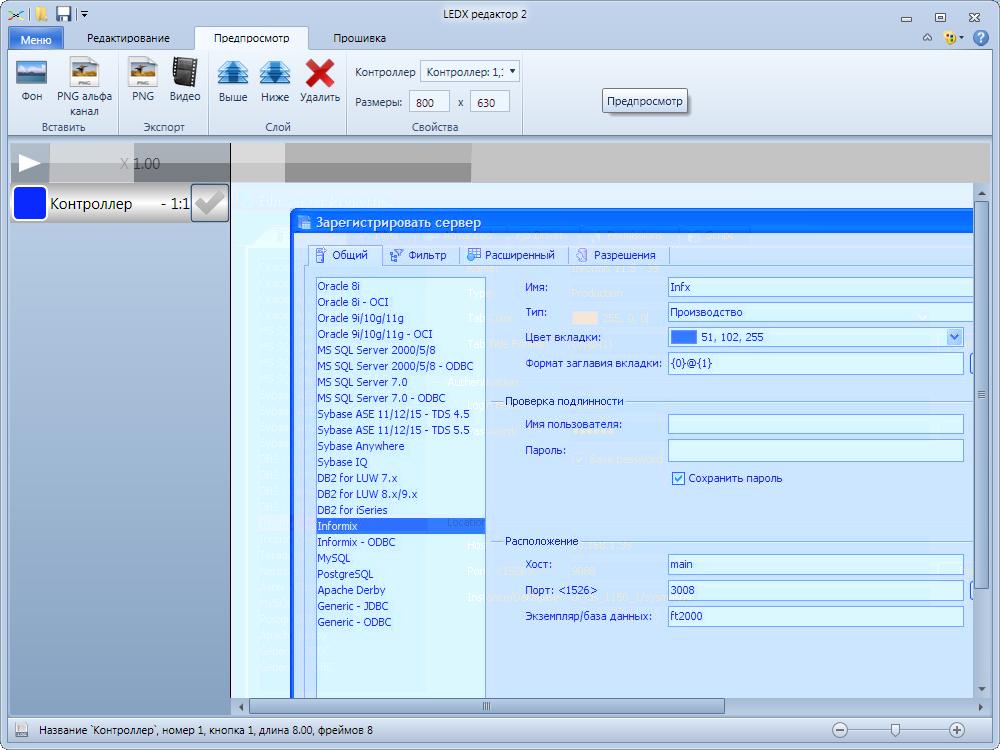 LEDX редактор 2
Меню Редактирование Предпросмотр Прошивка
Фон PNG альфа канал PNG Видео Выше Ниже Удалить
Контроллер Контроллер: 1,:
Размеры: 800 x 630
Предпросмотр
Вставить Экспорт Слой Свойства
X 1.00
Контроллер - 1:1
Зарегистрировать сервер
Общий Фильтр Расширенный Разрешения
Oracle 8i
Oracle 8i - OCI
Oracle 9i/10g/11g
Oracle 9i/10g/11g - OCI
MS SQL Server 2000/5/8
MS SQL Server 2000/5/8 - ODBC
MS SQL Server 7.0
MS SQL Server 7.0 - ODBC
Sybase ASE 11/12/15 - TDS 4.5
Sybase ASE 11/12/15 - TDS 5.5
Sybase Anywhere
Sybase IQ
DB2 for LUW 7.x
DB2 for LUW 8.x/9.x
DB2 for iSeries
Informix
Informix - ODBC
MySQL
PostgreSQL
Apache Derby
Generic - JDBC
Generic - ODBC
Имя: Infx
Тип: Производство
Цвет вкладки: 51, 102, 255
Формат заглавия вкладки: {0}@{1}
Проверка подлинности
Имя пользователя:
Пароль:
Save password
Сохранить пароль
Location
Расположение
Хост: main
Порт: <1526> 3008
Экземпляр/база данных: ft2000
Название `Контроллер`, номер 1, кнопка 1, длина 8.00, фреймов 8